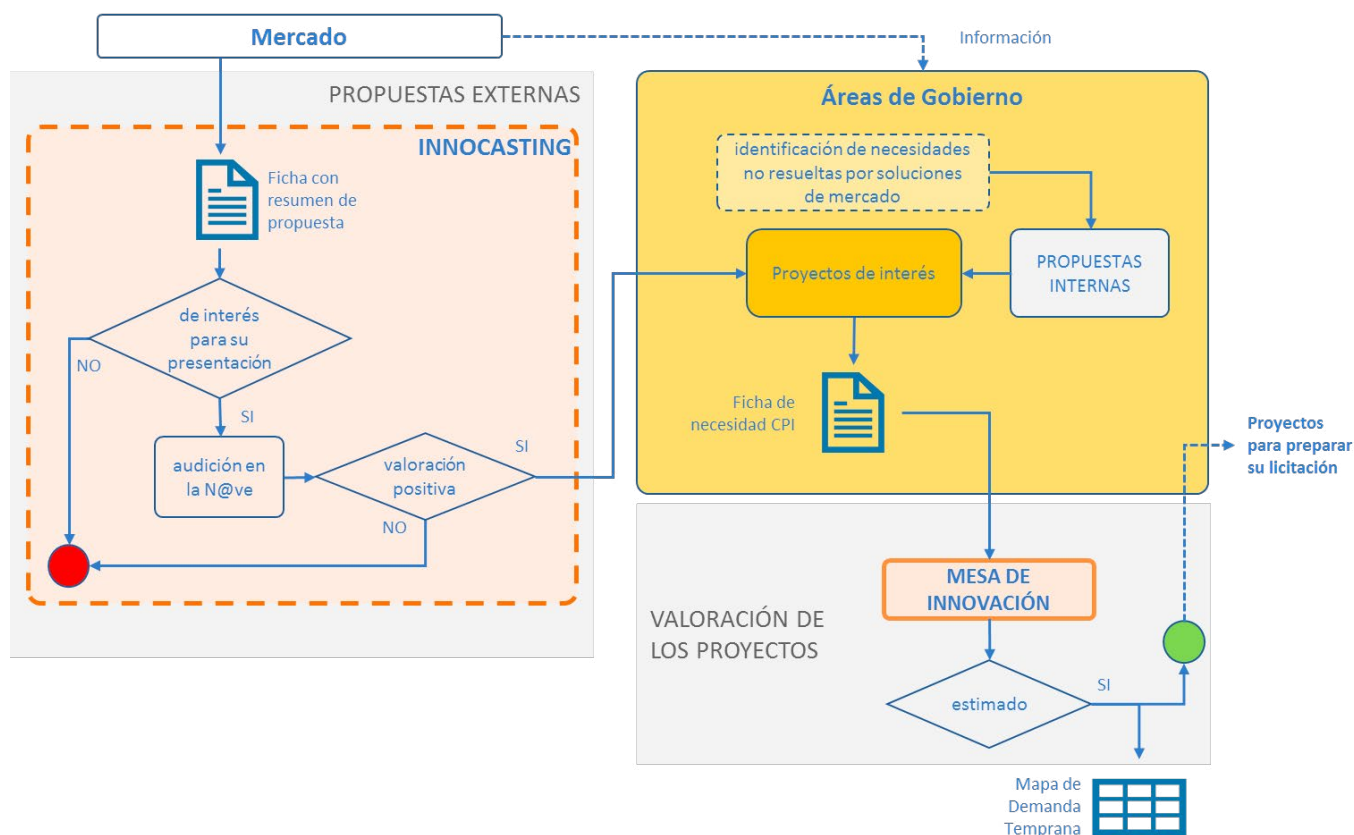 Mercado
Información
PROPUESTAS EXTERNAS
INNOCASTING
Ficha con
resumen de
propuesta
de interés
para su
presentación
NO
SI
audición en
la N@ve
valoración
positiva
SI
NO
Áreas de Gobierno
identificación de necesidades
no resueltas por soluciones
de mercado
Proyectos de interés
PROPUESTAS
INTERNAS
Ficha de
necesidad CPI
Proyectos
para preparar
su licitación
VALORACIÓN DE
LOS PROYECTOS
MESA DE
INNOVACIÓN
estimado
SI
Mapa de
Demanda
Temprana